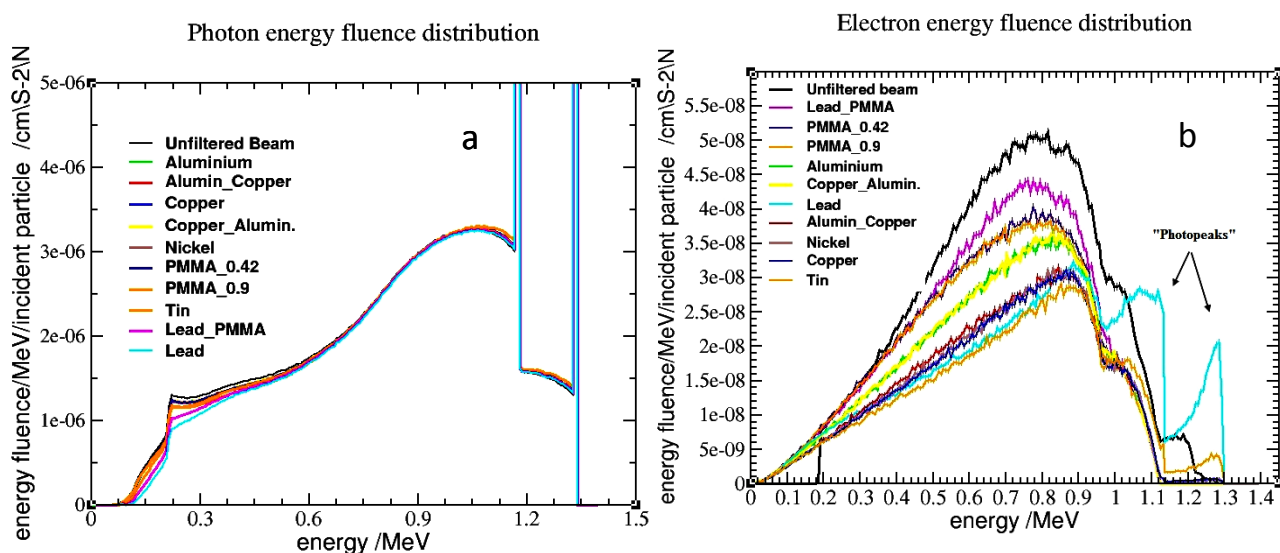 Photon energy fluence distribution
energy fluence/MeV/incident particle /cm\S-2\N
5e-06
4e-06
3e-06
2e-06
1e-06
0
a
Unfiltered Beam
Aluminium
Alumin_Copper
Copper
Copper_Alumin.
Nickel
PMMA_0.42
PMMA_0.9
Tin
Lead_PMMA
Lead
0 0.3 0.6 0.9 1.2 1.5
energy /MeV
Electron energy fluence distribution
energy fluence/MeV/incident particle /cm\S-2\N
5.5e-08
5e-08
4.5e-08
4e-08
3.5e-08
3e-08
2.5e-08
2e-08
1.5e-08
1e-08
5e-09
0
b
Unfiltered beam
Lead_PMMA
PMMA_0.42
PMMA_0.9
Aluminium
Copper_Alumin.
Lead
Alumin_Copper
Nickel
Copper
Tin
"Photopeaks"
0 0.1 0.2 0.3 0.4 0.5 0.6 0.7 0.8 0.9 1 1.1 1.2 1.3 1.4
energy /MeV